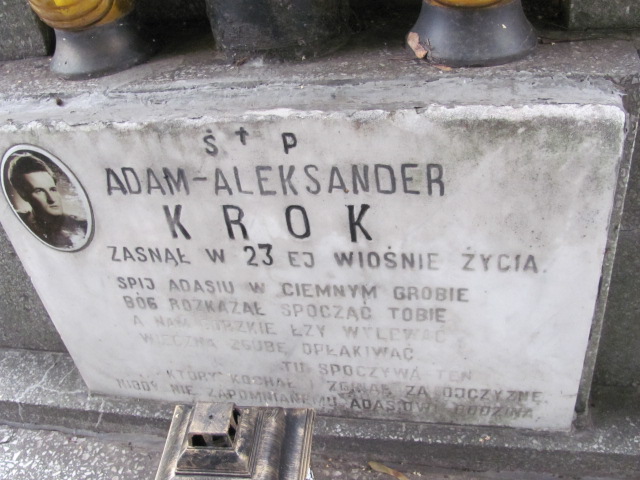 Ś † P
ADAM-ALEKSANDER
KROK
ZASNĄŁ W 23 EJ WIOŚNIE ŻYCIA.
SPIJ ADASIU W CIEMNYM GROBIE
BÓG ROZKAZAŁ SPOCZĄĆ TOBIE
A NAM GORZKIE ŁZY WYLEWAĆ
WIECZNĄ ZGUBĘ OPŁAKIWAĆ
TU SPOCZYWA TEN
KTÓRY KOCHAŁ I ZGINĄŁ ZA OJCZYZNĘ.
NIGDY NIE ZAPOMNIANEMU ADASIOWI RODZINA